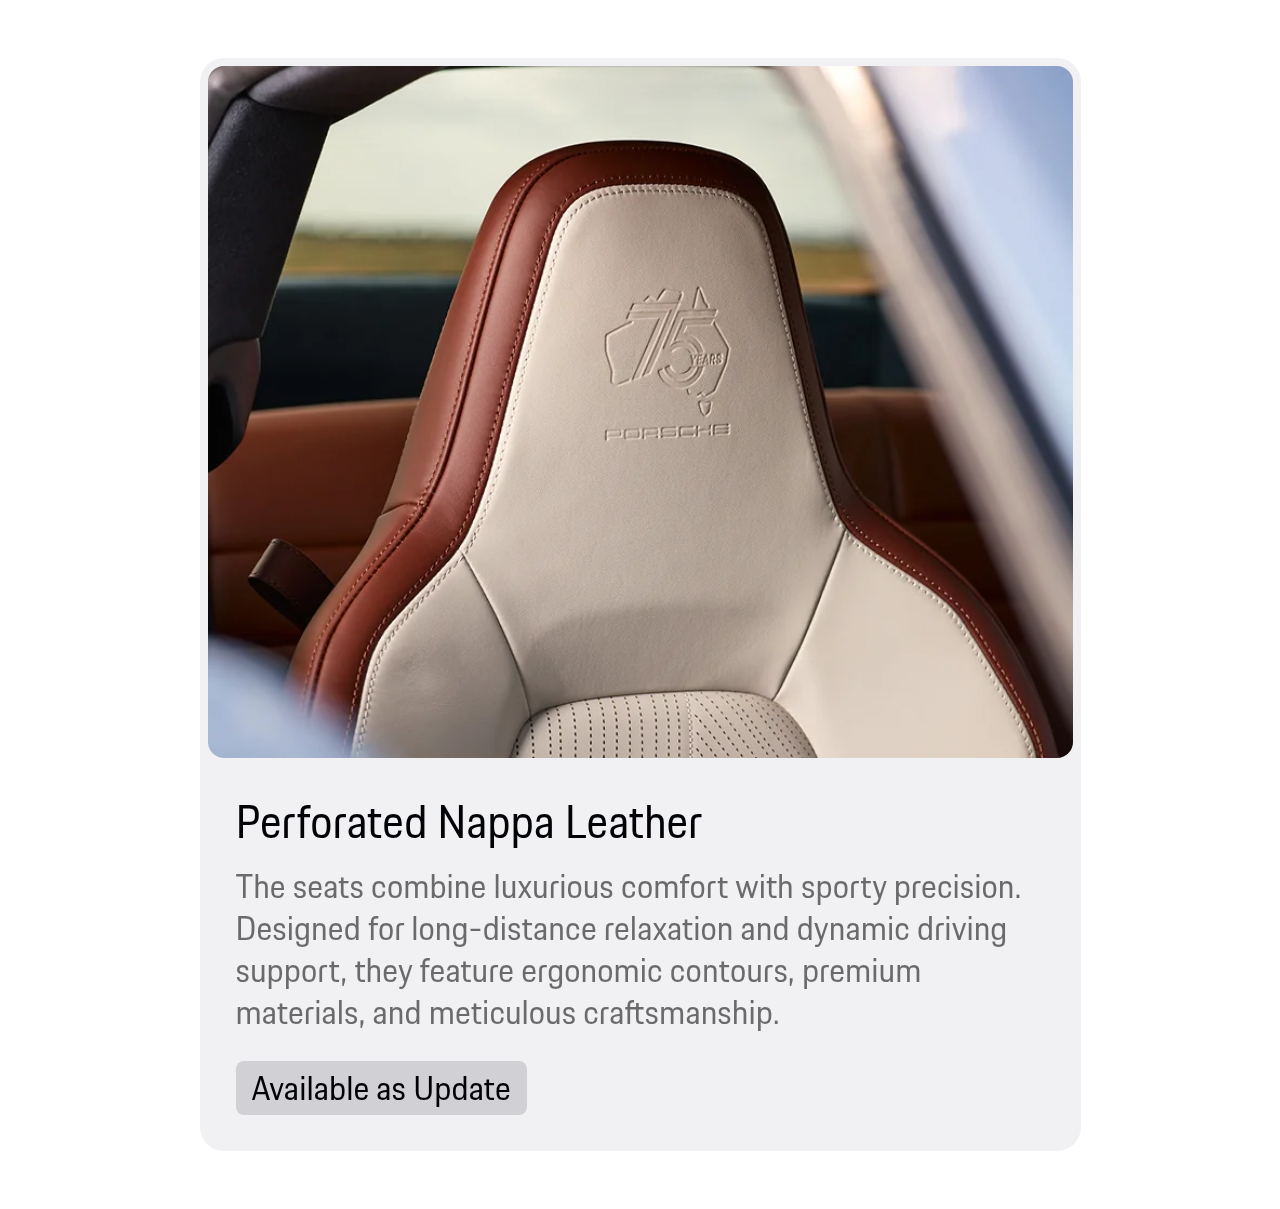 75
YEARS
PORSCHE
Perforated Nappa Leather
The seats combine luxurious comfort with sporty precision.
Designed for long-distance relaxation and dynamic driving
support, they feature ergonomic contours, premium
materials, and meticulous craftsmanship.
Available as Update